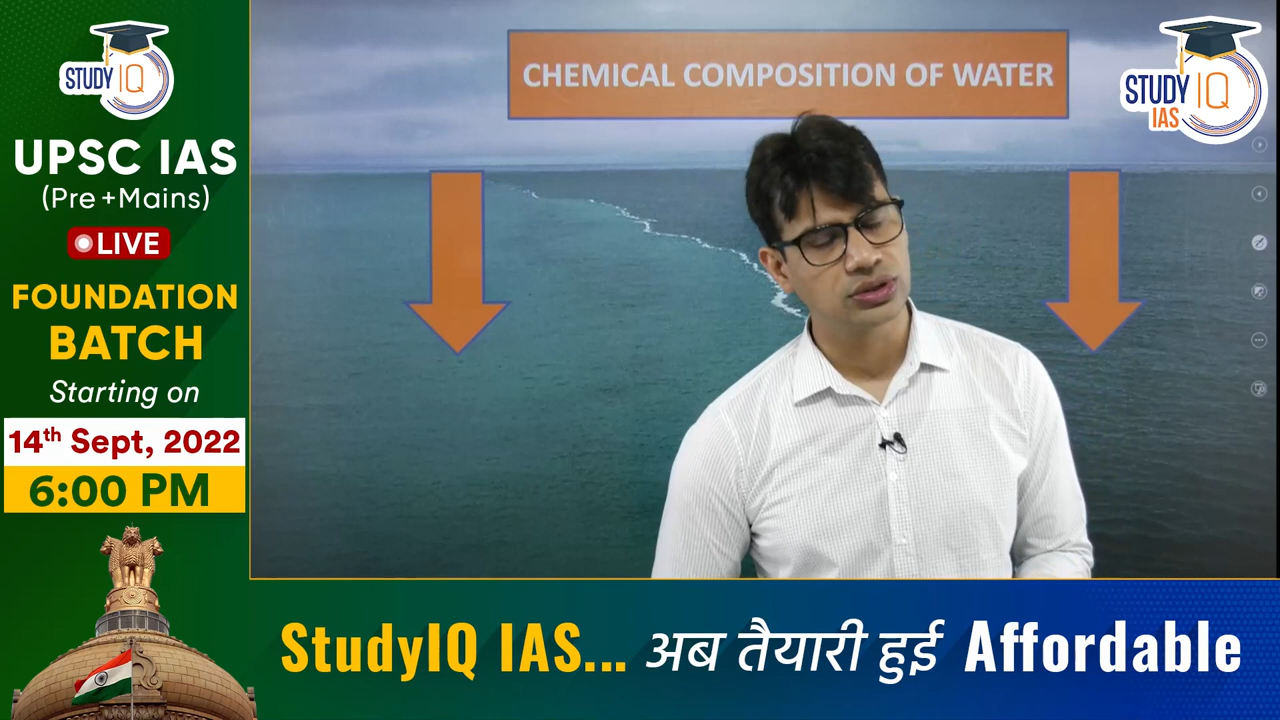 STUDY IQ
UPSC IAS
(Pre+Mains)
LIVE
FOUNDATION
BATCH
Starting on
14th Sept, 2022
6:00 PM
CHEMICAL COMPOSITION OF WATER
STUDY IQ
IAS
StudyIQ IAS... अब तैयारी हुई Affordable